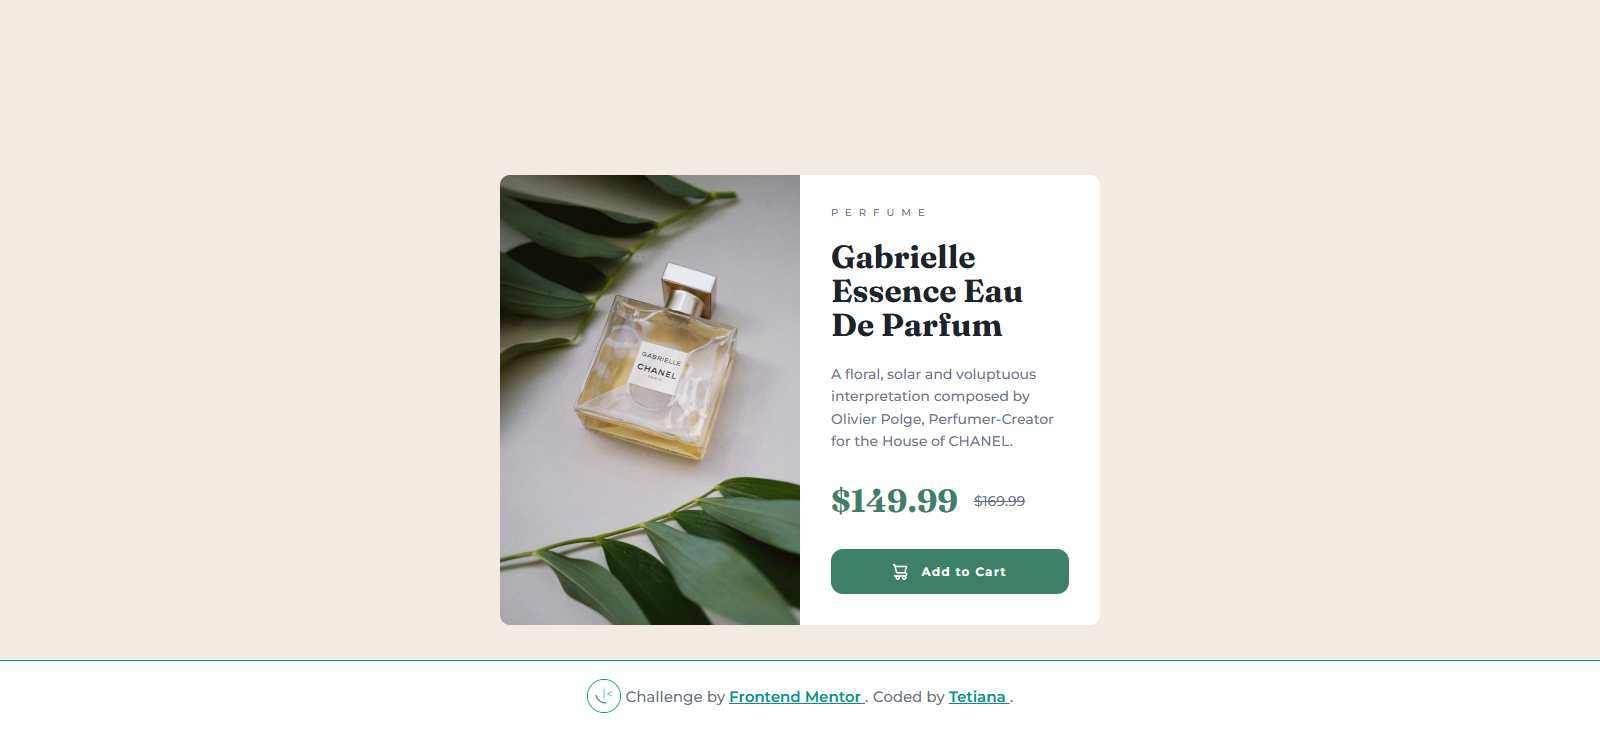 PERFUME
Gabrielle
Essence Eau
De Parfum
A floral, solar and voluptuous
interpretation composed by
Olivier Polge, Perfumer-Creator
for the House of CHANEL.
$149.99 $169.99
Add to Cart
GABRIELLE
CHANEL
PARIS
Challenge by Frontend Mentor . Coded by Tetiana .